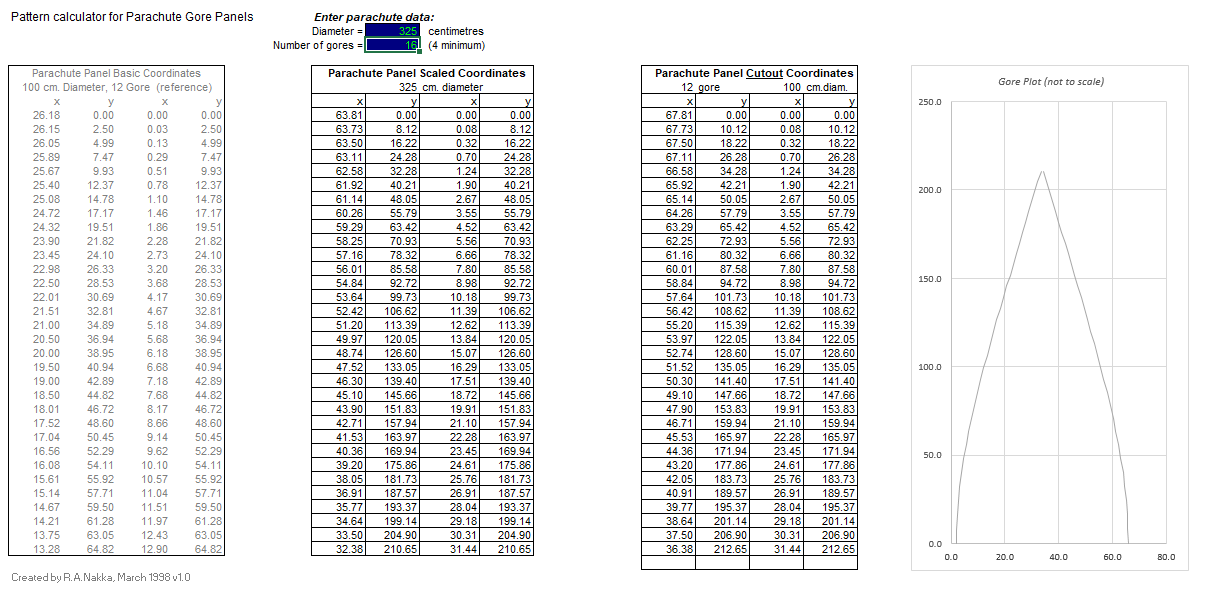 Pattern calculator for Parachute Gore Panels
Enter parachute data:
Diameter = 325 centimetres
Number of gores = 16 (4 minimum)
Parachute Panel Basic Coordinates
100 cm. Diameter, 12 Gore (reference)
x y x y
26.18 0.00 0.00 0.00
26.15 2.50 0.03 2.50
26.05 4.99 0.13 4.99
25.89 7.47 0.29 7.47
25.67 9.93 0.51 9.93
25.40 12.37 0.78 12.37
25.08 14.78 1.10 14.78
24.72 17.17 1.46 17.17
24.32 19.51 1.86 19.51
23.90 21.82 2.28 21.82
23.45 24.10 2.73 24.10
22.98 26.33 3.20 26.33
22.50 28.53 3.68 28.53
22.01 30.69 4.17 30.69
21.51 32.81 4.67 32.81
21.00 34.89 5.18 34.89
20.50 36.94 5.68 36.94
20.00 38.95 6.18 38.95
19.50 40.94 6.68 40.94
19.00 42.89 7.18 42.89
18.50 44.82 7.68 44.82
18.01 46.72 8.17 46.72
17.52 48.60 8.66 48.60
17.04 50.45 9.14 50.45
16.56 52.29 9.62 52.29
16.08 54.11 10.10 54.11
15.61 55.92 10.57 55.92
15.14 57.71 11.04 57.71
14.67 59.50 11.51 59.50
14.21 61.28 11.97 61.28
13.75 63.05 12.43 63.05
13.28 64.82 12.90 64.82
Created by R.A.Nakka, March 1998 v1.0
Parachute Panel Scaled Coordinates
325 cm. diameter
x y x y
63.81 0.00 0.00 0.00
63.73 8.12 0.08 8.12
63.50 16.22 0.32 16.22
63.11 24.28 0.70 24.28
62.58 32.28 1.24 32.28
61.92 40.21 1.90 40.21
61.14 48.05 2.67 48.05
60.26 55.79 3.55 55.79
59.29 63.42 4.52 63.42
58.25 70.93 5.56 70.93
57.16 78.32 6.66 78.32
56.01 85.58 7.80 85.58
54.84 92.72 8.98 92.72
53.64 99.73 10.18 99.73
52.42 106.62 11.39 106.62
51.20 113.39 12.62 113.39
49.97 120.05 13.84 120.05
48.74 126.60 15.07 126.60
47.52 133.05 16.29 133.05
46.30 139.40 17.51 139.40
45.10 145.66 18.72 145.66
43.90 151.83 19.91 151.83
42.71 157.94 21.10 157.94
41.53 163.97 22.28 163.97
40.36 169.94 23.45 169.94
39.20 175.86 24.61 175.86
38.05 181.73 25.76 181.73
36.91 187.57 26.91 187.57
35.77 193.37 28.04 193.37
34.64 199.14 29.18 199.14
33.50 204.90 30.31 204.90
32.38 210.65 31.44 210.65
Parachute Panel Cutout Coordinates
12 gore 100 cm.diam.
x y x y
67.81 0.00 0.00 0.00
67.73 10.12 0.08 10.12
67.50 18.22 0.32 18.22
67.11 26.28 0.70 26.28
66.58 34.28 1.24 34.28
65.92 42.21 1.90 42.21
65.14 50.05 2.67 50.05
64.26 57.79 3.55 57.79
63.29 65.42 4.52 65.42
62.25 72.93 5.56 72.93
61.16 80.32 6.66 80.32
60.01 87.58 7.80 87.58
58.84 94.72 8.98 94.72
57.64 101.73 10.18 101.73
56.42 108.62 11.39 108.62
55.20 115.39 12.62 115.39
53.97 122.05 13.84 122.05
52.74 128.60 15.07 128.60
51.52 135.05 16.29 135.05
50.30 141.40 17.51 141.40
49.10 147.66 18.72 147.66
47.90 153.83 19.91 153.83
46.71 159.94 21.10 159.94
45.53 165.97 22.28 165.97
44.36 171.94 23.45 171.94
43.20 177.86 24.61 177.86
42.05 183.73 25.76 183.73
40.91 189.57 26.91 189.57
39.77 195.37 28.04 195.37
38.64 201.14 29.18 201.14
37.50 206.90 30.31 206.90
36.38 212.65 31.44 212.65
Gore Plot (not to scale)
250.0
200.0
150.0
100.0
50.0
0.0
0.0 20.0 40.0 60.0 80.0